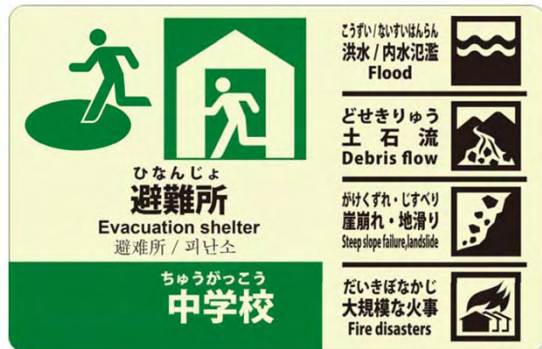 ひなんじょ
避難所
Evacuation shelter
避难所 / 피난소
ちゅうがっこう
中学校
こうずい/ないすいはんらん
洪水/内水氾濫
Flood
どせきりゅう
土石流
Debris flow
がけくずれ・じすべり
崖崩れ・地滑り
Steep slope failure,landslide
だいきぼなかじ
大規模な火事
Fire disasters